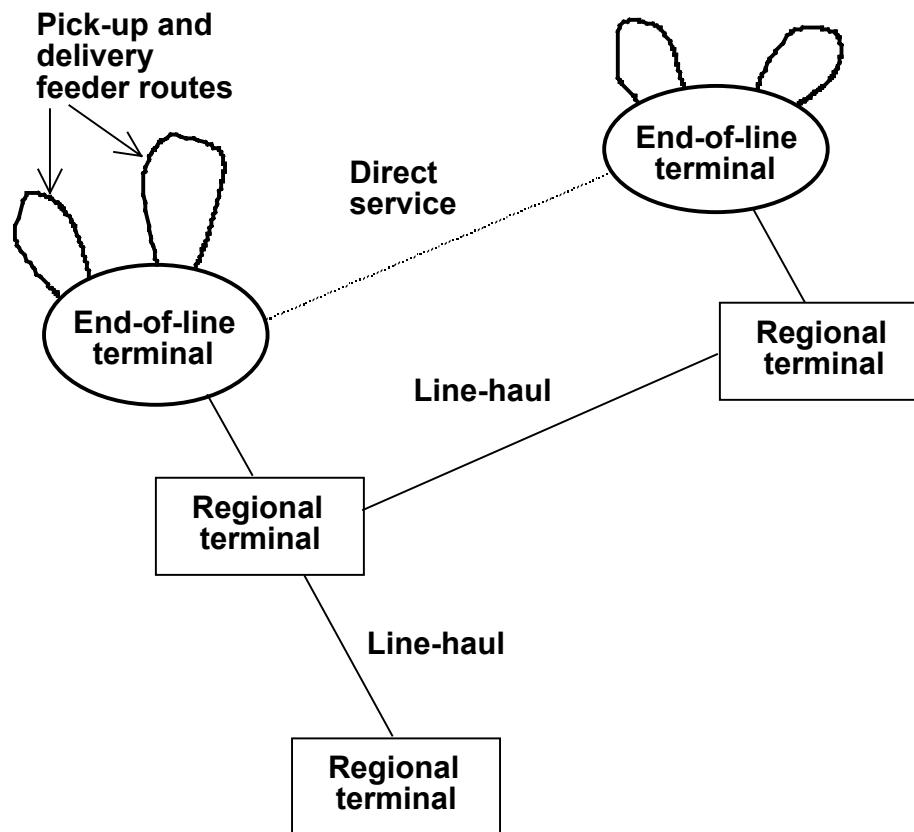 Pick-up and
delivery
feeder routes
End-of-line
terminal
Direct
service
End-of-line
terminal
Regional
terminal
Line-haul
Regional
terminal
Line-haul
Regional
terminal